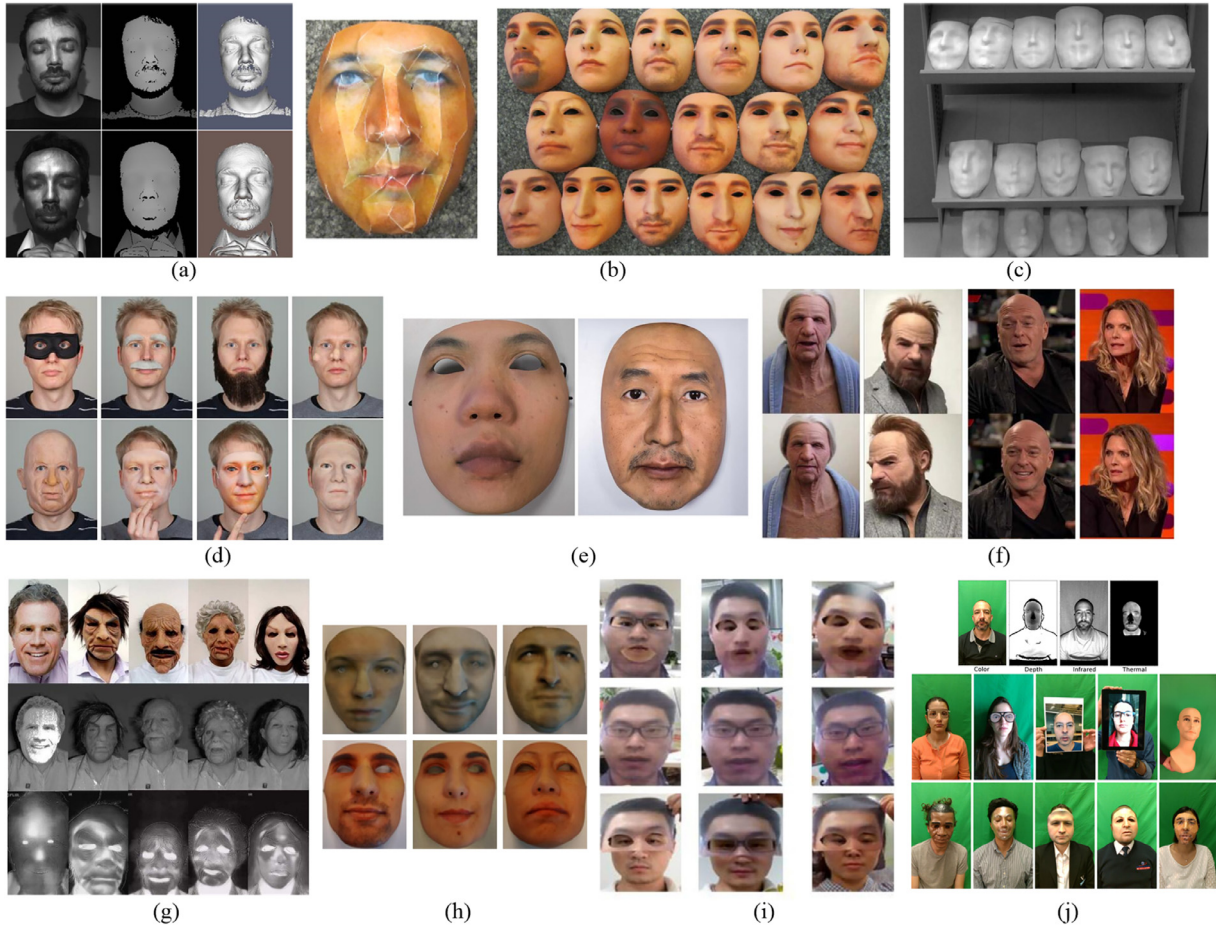 (a)
(b)
(c)
(d)
(e)
(f)
(g)
(h)
(i)
Color
Depth
Infrared
Thermal
(j)